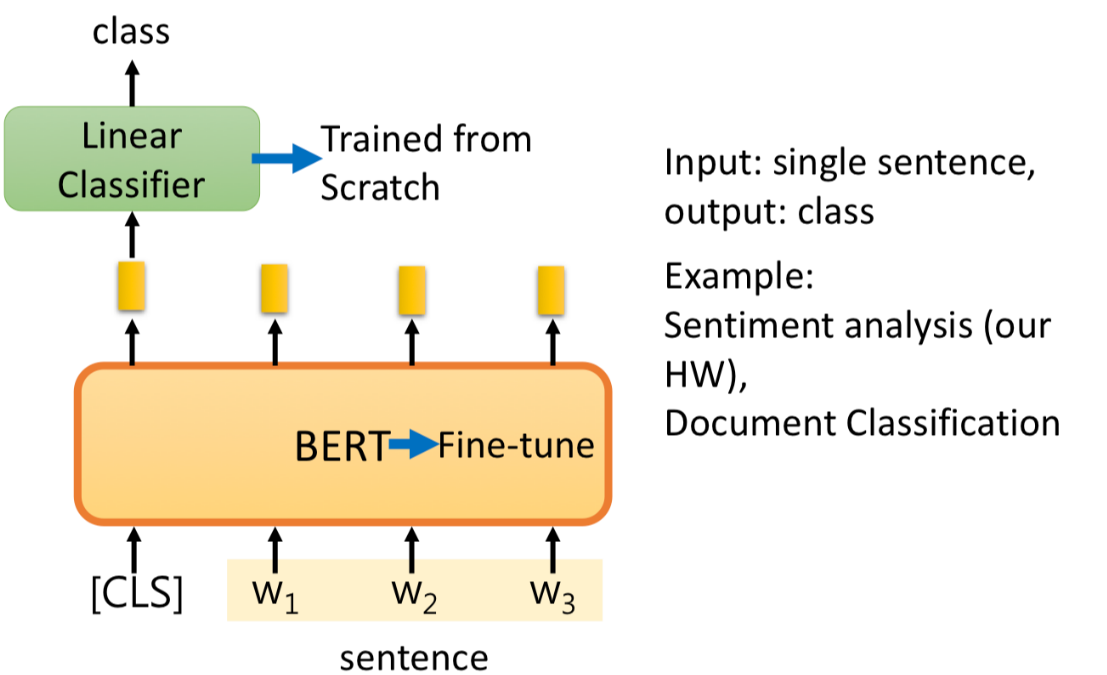 class
Linear
Classifier
Trained from
Scratch
BERT
Fine-tune
[CLS]
w₁
w₂
w₃
sentence
Input: single sentence,
output: class
Example:
Sentiment analysis (our
HW),
Document Classification